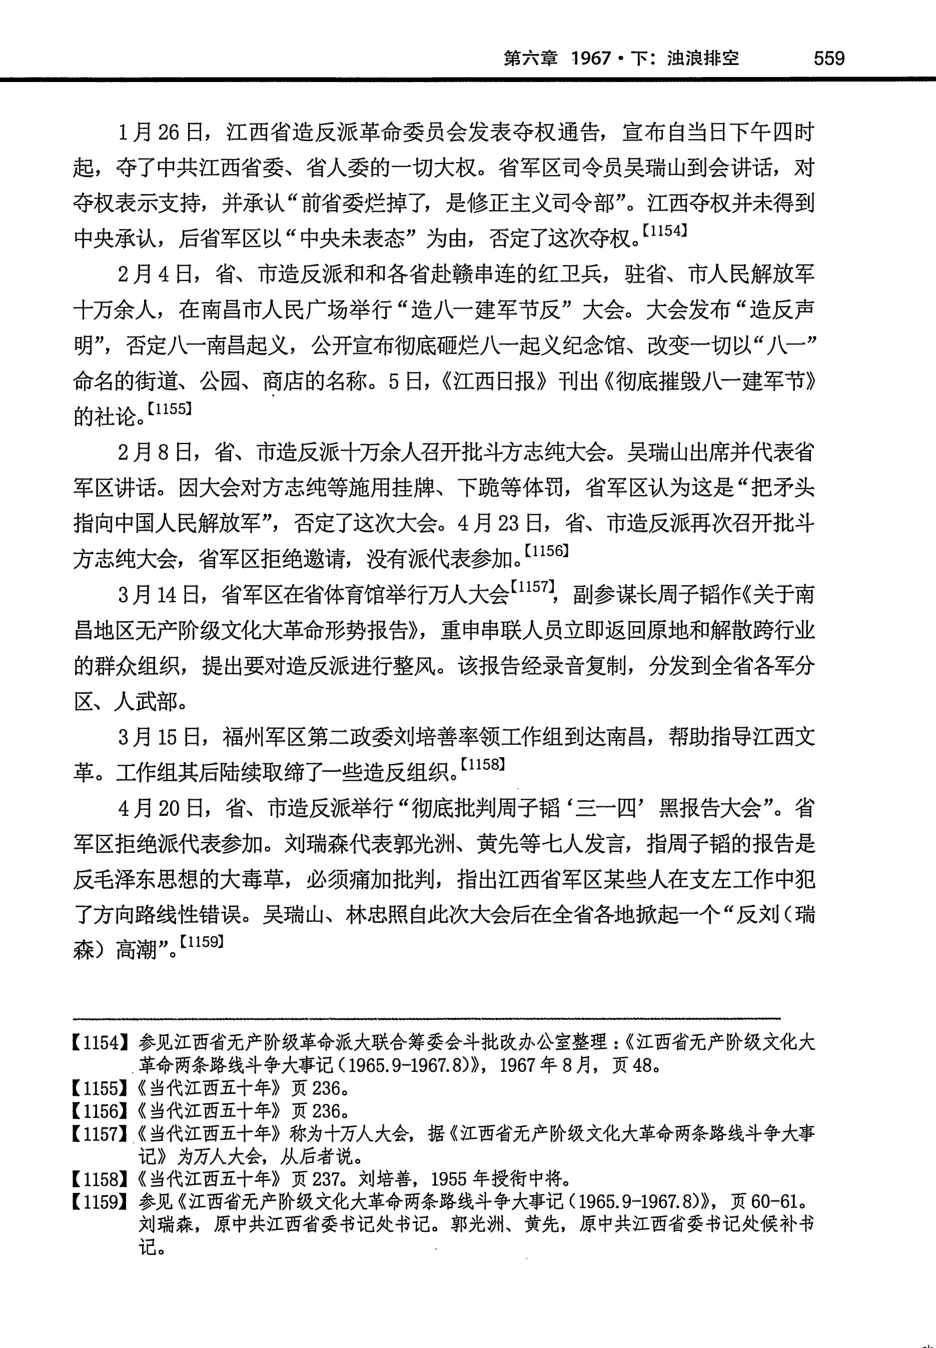 第六章 1967·下：浊浪排空 559
1月26日，江西省造反派革命委员会发表夺权通告，宣布自当日下午四时
起，夺了中共江西省委、省人委的一切大权。省军区司令员吴瑞山到会讲话，对
夺权表示支持，并承认“前省委烂掉了，是修正主义司令部”。江西夺权并未得到
中央承认，后省军区以“中央未表态”为由，否定了这次夺权。【1154】
2月4日，省、市造反派和和各省赴赣串连的红卫兵，驻省、市人民解放军
十万余人，在南昌市人民广场举行“造八一建军节反”大会。大会发布“造反声
明”，否定八一南昌起义，公开宣布彻底砸烂八一起义纪念馆、改变一切以“八一”
命名的街道、公园、商店的名称。5日，《江西日报》刊出《彻底摧毁八一建军节》
的社论。【1155】
2月8日，省、市造反派十万余人召开批斗方志纯大会。吴瑞山出席并代表省
军区讲话。因大会对方志纯等施用挂牌、下跪等体罚，省军区认为这是“把矛头
指向中国人民解放军”，否定了这次大会。4月23日，省、市造反派再次召开批斗
方志纯大会，省军区拒绝邀请，没有派代表参加。【1156】
3月14日，省军区在省体育馆举行万人大会【1157】，副参谋长周子韬作《关于南
昌地区无产阶级文化大革命形势报告》，重申串联人员立即返回原地和解散跨行业
的群众组织，提出要对造反派进行整风。该报告经录音复制，分发到全省各军分
区、人武部。
3月15日，福州军区第二政委刘培善率领工作组到达南昌，帮助指导江西文
革。工作组其后陆续取缔了一些造反组织。【1158】
4月20日，省、市造反派举行“彻底批判周子韬‘三一四’黑报告大会”。省
军区拒绝派代表参加。刘瑞森代表郭光洲、黄先等七人发言，指周子韬的报告是
反毛泽东思想的大毒草，必须痛加批判，指出江西省军区某些人在支左工作中犯
了方向路线性错误。吴瑞山、林忠照自此次大会后在全省各地掀起一个“反刘（瑞
森）高潮”。【1159】
【1154】参见江西省无产阶级革命派大联合筹委会斗批改办公室整理：《江西省无产阶级文化大
革命两条路线斗争大事记（1965.9-1967.8）》，1967年8月，页48。
【1155】《当代江西五十年》页236。
【1156】《当代江西五十年》页236。
【1157】《当代江西五十年》称为十万人大会，据《江西省无产阶级文化大革命两条路线斗争大事
记》为万人大会，从后者说。
【1158】《当代江西五十年》页237。刘培善，1955年授衔中将。
【1159】参见《江西省无产阶级文化大革命两条路线斗争大事记（1965.9-1967.8）》，页60-61。
刘瑞森，原中共江西省委书记处书记。郭光洲、黄先，原中共江西省委书记处候补书
记。